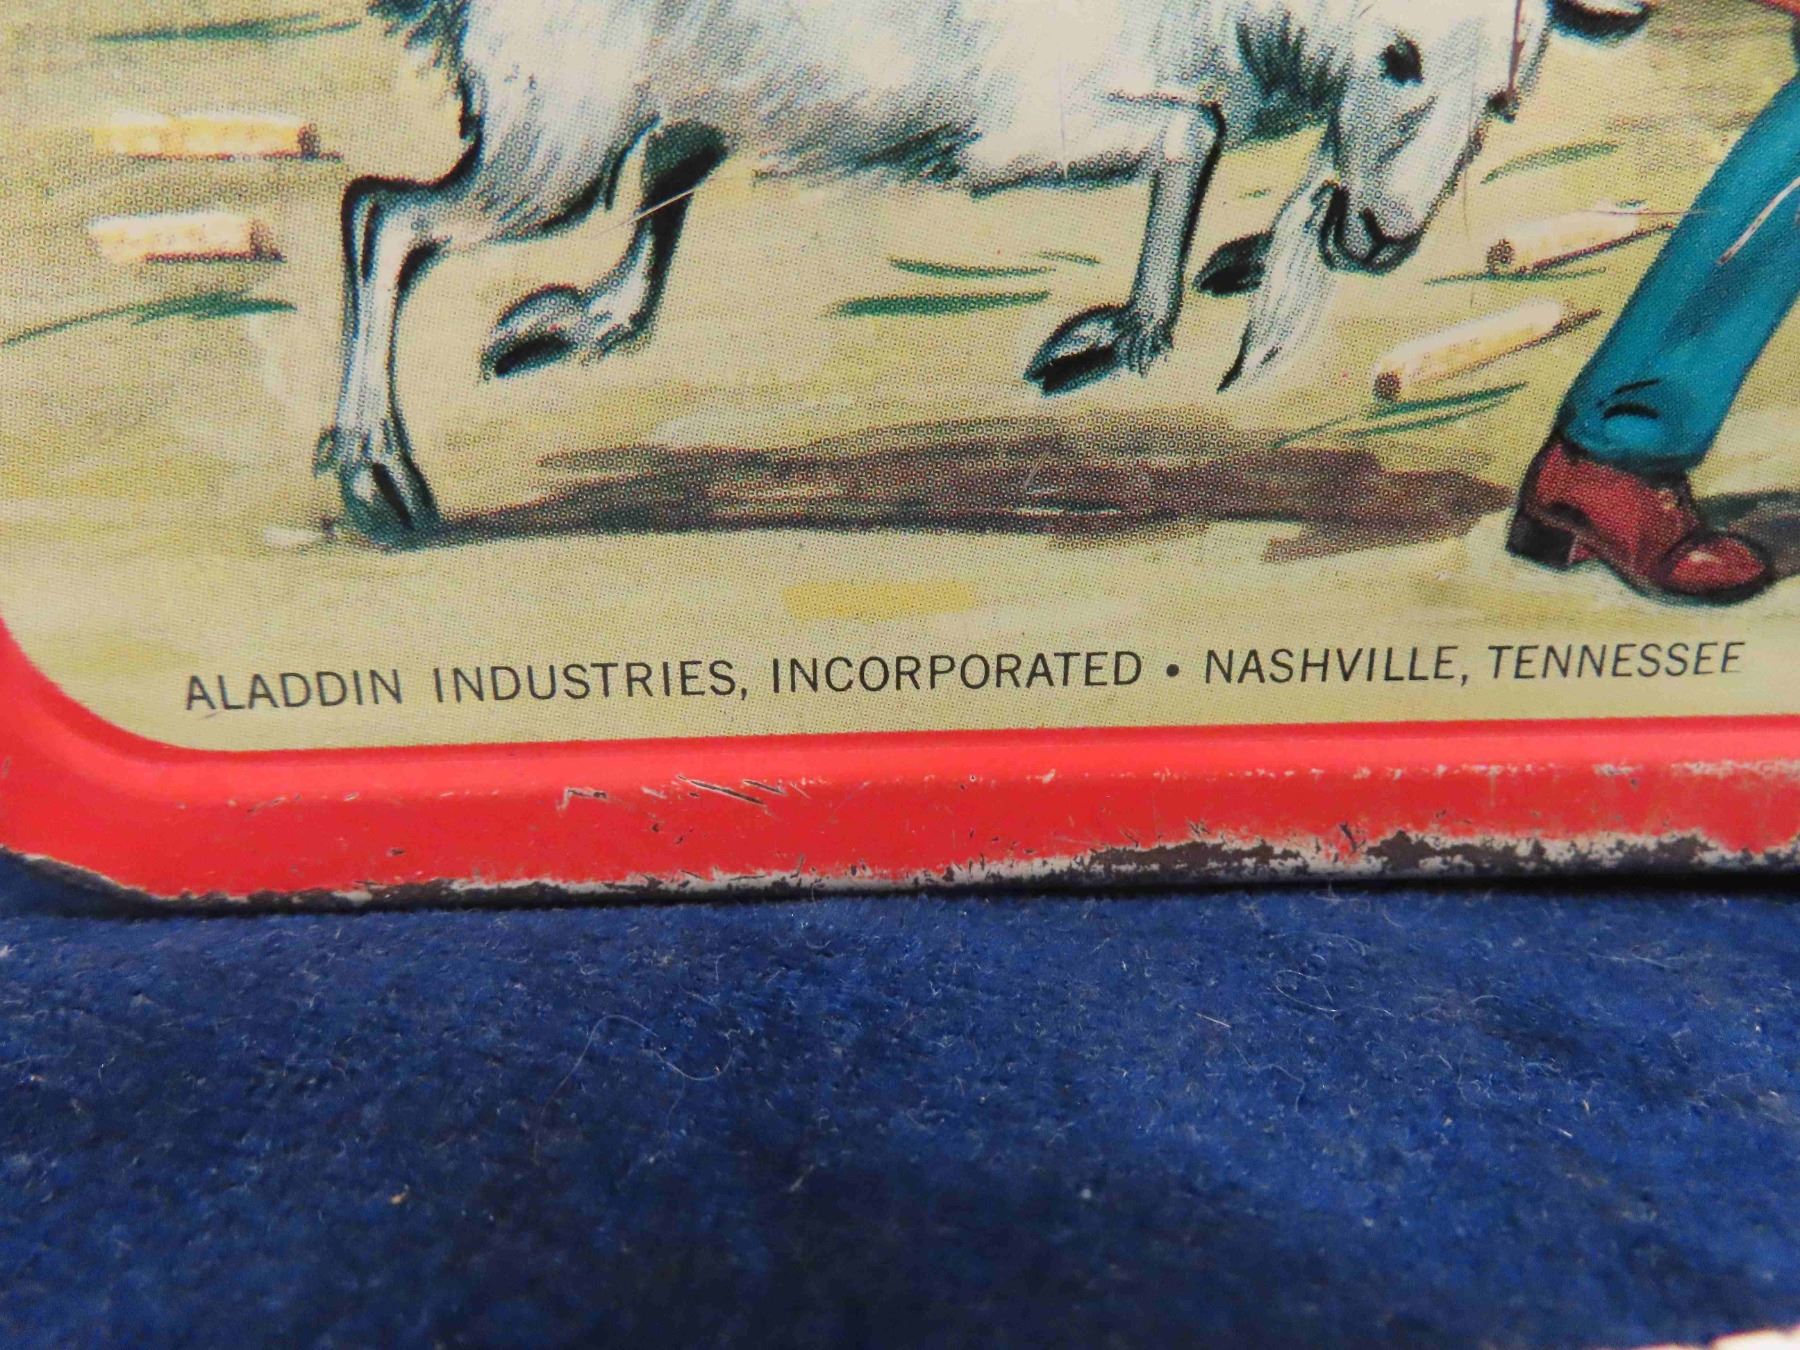 ALADDIN INDUSTRIES, INCORPORATED • NASHVILLE, TENNESSEE